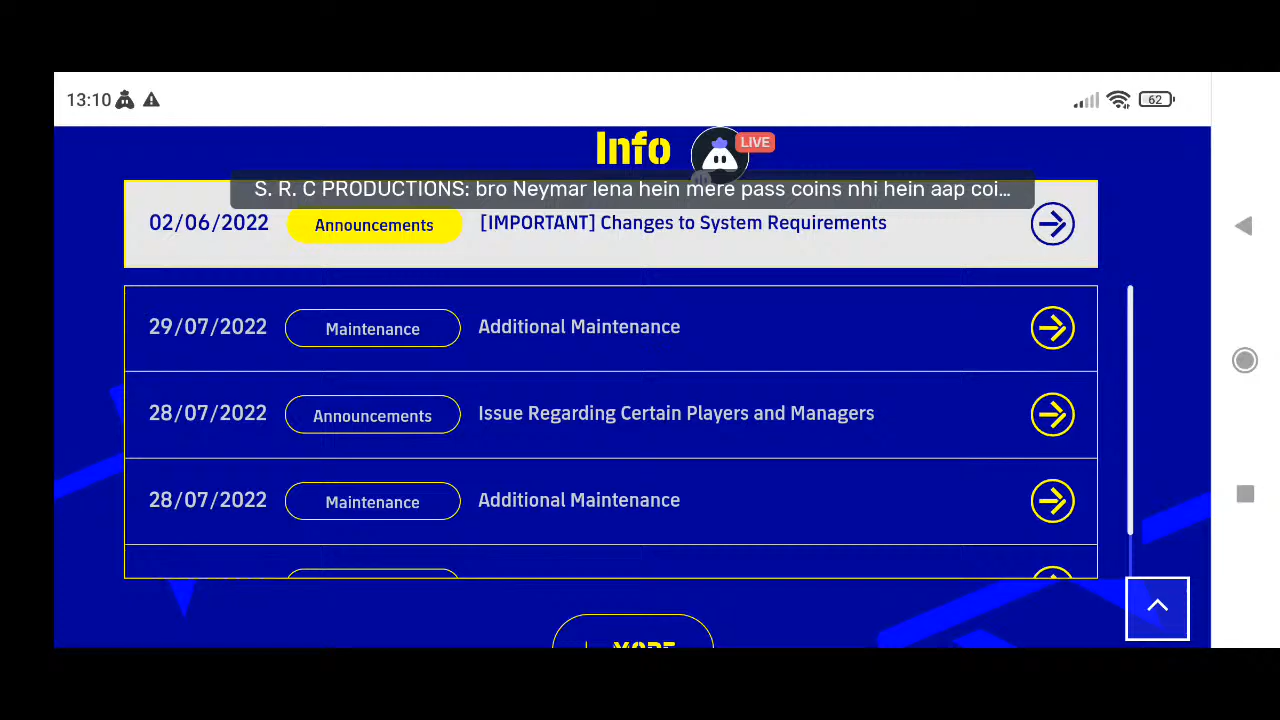 13:10
62
Info
LIVE
S. R. C PRODUCTIONS: bro Neymar lena hein mere pass coins nhi hein aap coi...
02/06/2022 Announcements [IMPORTANT] Changes to System Requirements
29/07/2022 Maintenance Additional Maintenance
28/07/2022 Announcements Issue Regarding Certain Players and Managers
28/07/2022 Maintenance Additional Maintenance
MORE